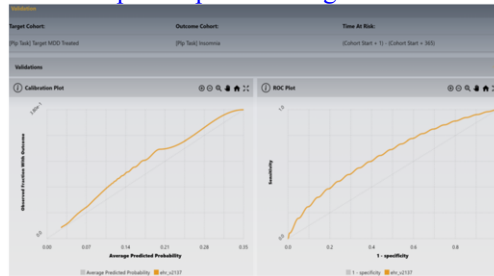 Validation
Target Cohort:
Outcome Cohort:
Time At Risk:
[Plp Task] Target MDD Treated
[Plp Task] Insomnia
(Cohort Start + 1) - (Cohort Start + 365)
Validations
Calibration Plot
ROC Plot
Observed Fraction With Outcome
0.00
0.07
0.14
0.21
0.28
0.35
Average Predicted Probability
Average Predicted Probability
ehr_v2137
1.0
Sensitivity
0.0
0.0
0.2
0.4
0.6
0.8
1 - specificity
1 - specificity
ehr_v2137